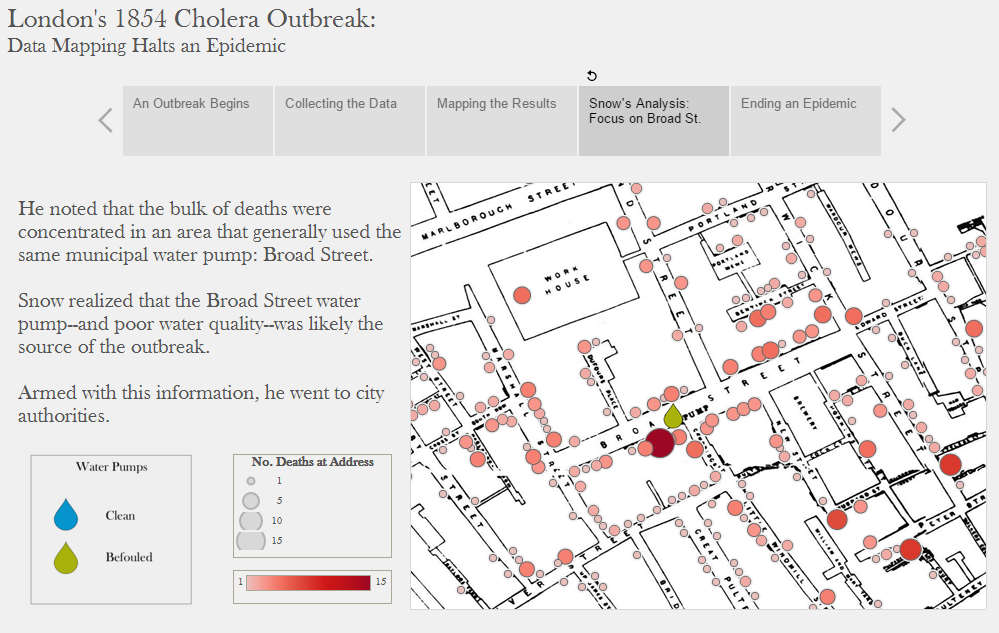 London's 1854 Cholera Outbreak:
Data Mapping Halts an Epidemic
An Outbreak Begins
Collecting the Data
Mapping the Results
Snow's Analysis:
Focus on Broad St.
Ending an Epidemic
He noted that the bulk of deaths were
concentrated in an area that generally used the
same municipal water pump: Broad Street.
Snow realized that the Broad Street water
pump--and poor water quality--was likely the
source of the outbreak.
Armed with this information, he went to city
authorities.
Water Pumps
Clean
Befouled
No. Deaths at Address
1
5
10
15
1
15
MARLBOROUGH STREET
PORTLAND
WORK
HOUSE
STREET